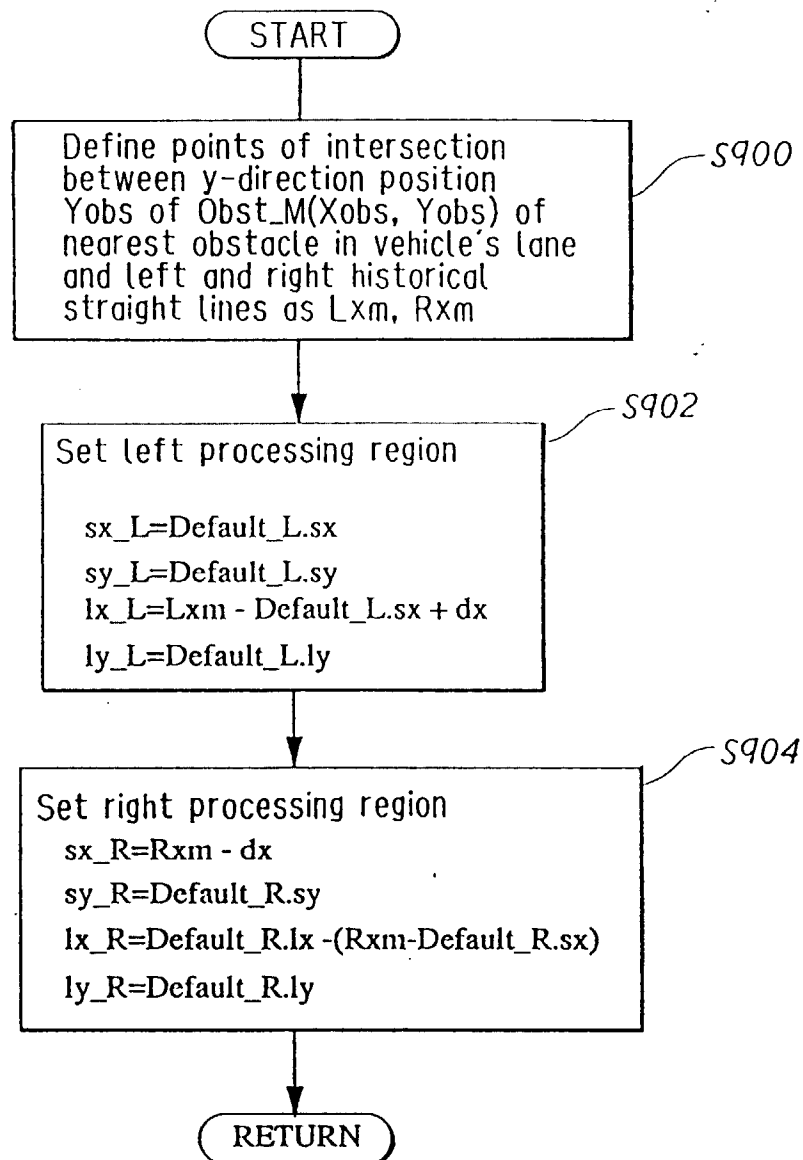 START
Define points of intersection
between y-direction position
Yobs of Obst_M(Xobs, Yobs) of
nearest obstacle in vehicle's lane
and left and right historical
straight lines as Lxm, Rxm
S900
Set left processing region
S902
sx_L=Default_L.sx
sy_L=Default_L.sy
lx_L=Lxm - Default_L.sx + dx
ly_L=Default_L.ly
Set right processing region
S904
sx_R=Rxm - dx
sy_R=Default_R.sy
lx_R=Default_R.lx -(Rxm-Default_R.sx)
ly_R=Default_R.ly
RETURN